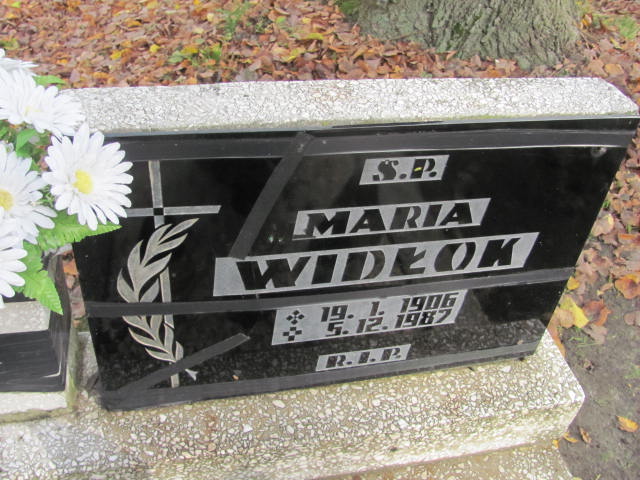 Ś.P.
MARIA
WIDŁOK
19.1.1906
5.12.1987
R.I.P.